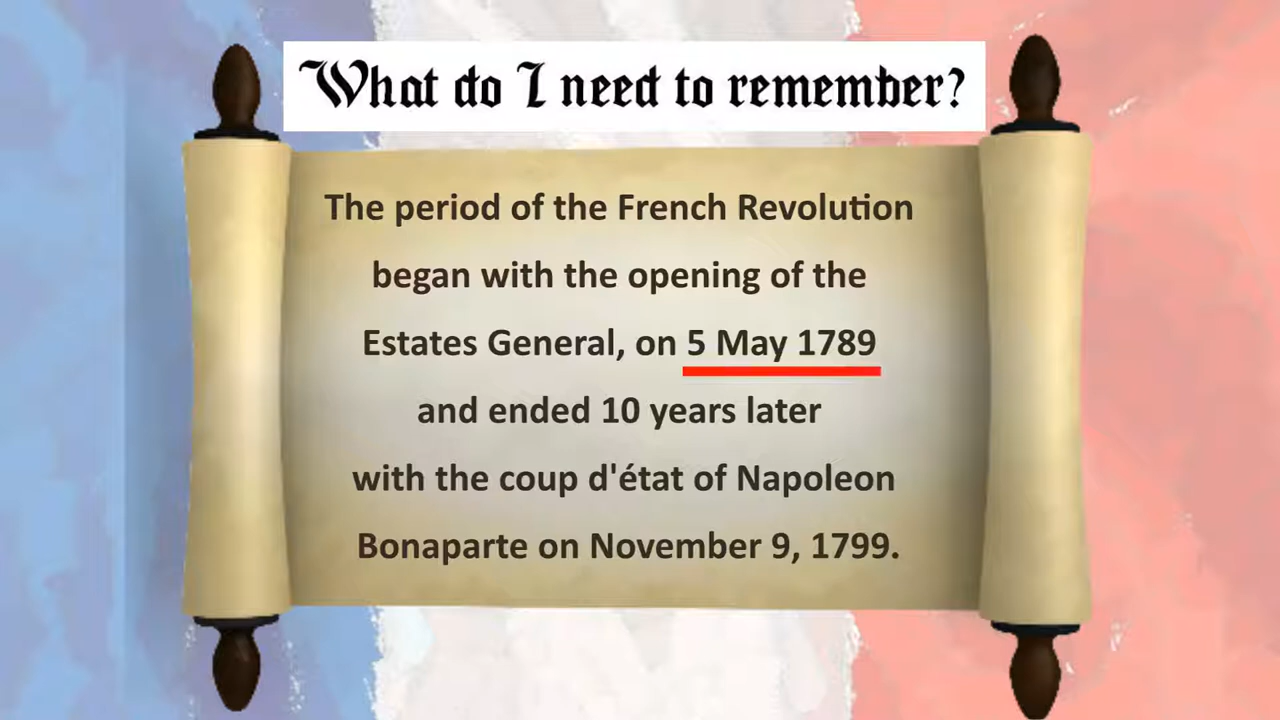 What do I need to remember?
The period of the French Revolution
began with the opening of the
Estates General, on 5 May 1789
and ended 10 years later
with the coup d'état of Napoleon
Bonaparte on November 9, 1799.